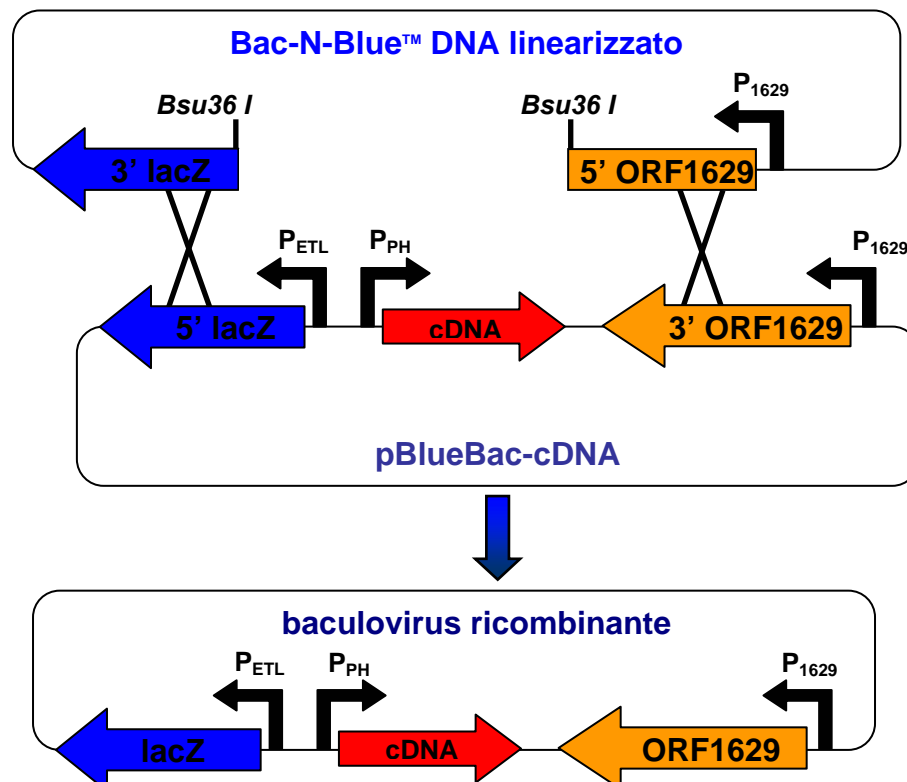 Bac-N-Blue™ DNA linearizzato
Bsu36 I
Bsu36 I
P1629
3’ lacZ
5’ ORF1629
PETL
PPH
P1629
5’ lacZ
cDNA
3’ ORF1629
pBlueBac-cDNA
baculovirus ricombinante
PETL
PPH
P1629
lacZ
cDNA
ORF1629